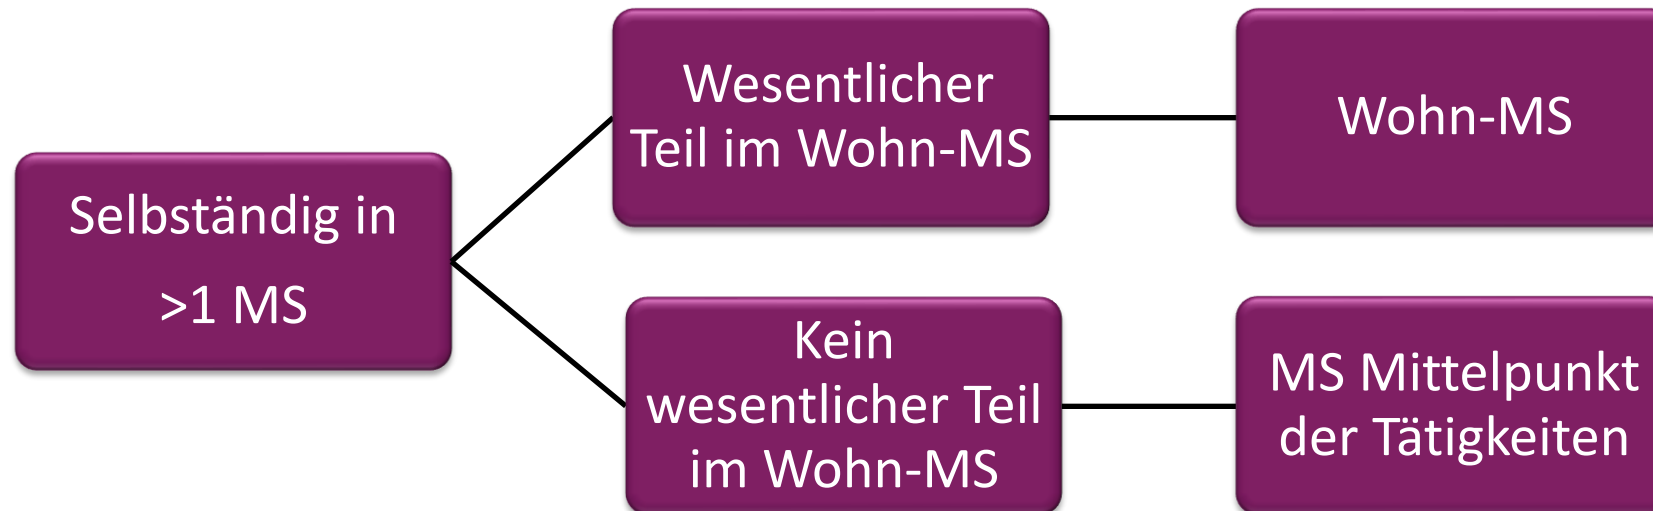 Selbständig in
>1 MS
Wesentlicher
Teil im Wohn-MS
Wohn-MS
Kein
wesentlicher Teil
im Wohn-MS
MS Mittelpunkt
der Tätigkeiten